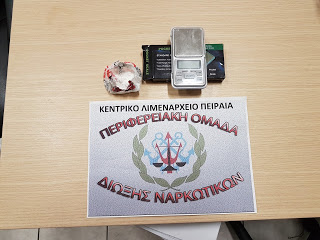 ΚΕΝΤΡΙΚΟ ΛΙΜΕΝΑΡΧΕΙΟ ΠΕΙΡΑΙΑ
ΠΕΡΙΦΕΡΕΙΑΚΗ ΟΜΑΔΑ
ΔΙΩΞΗΣ ΝΑΡΚΩΤΙΚΩΝ